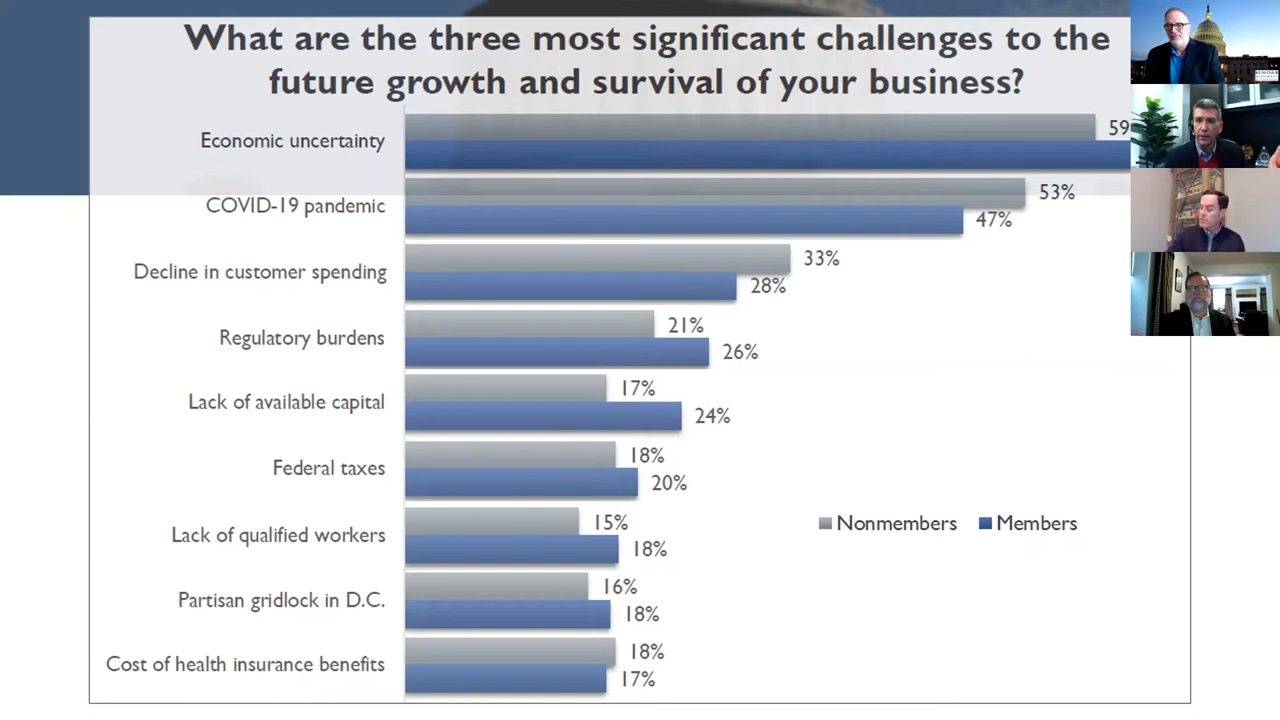 What are the three most significant challenges to the
future growth and survival of your business?
Economic uncertainty
59
COVID-19 pandemic
53%
47%
Decline in customer spending
33%
28%
Regulatory burdens
21%
26%
Lack of available capital
17%
24%
Federal taxes
18%
20%
Lack of qualified workers
15%
18%
Nonmembers Members
Partisan gridlock in D.C.
16%
18%
Cost of health insurance benefits
18%
17%